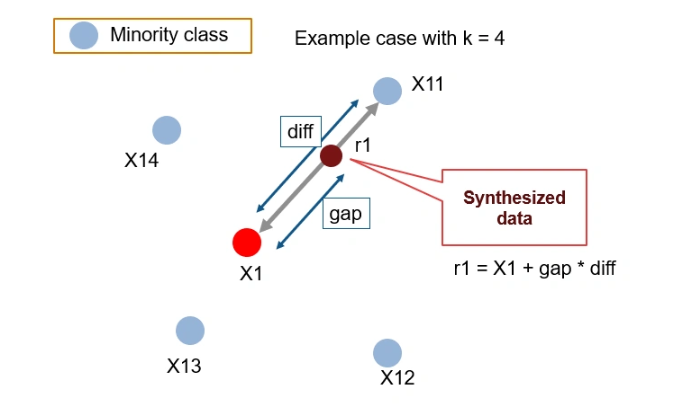 Minority class
Example case with k = 4
X11
diff
r1
X14
Synthesized
data
gap
X1
r1 = X1 + gap * diff
X13
X12